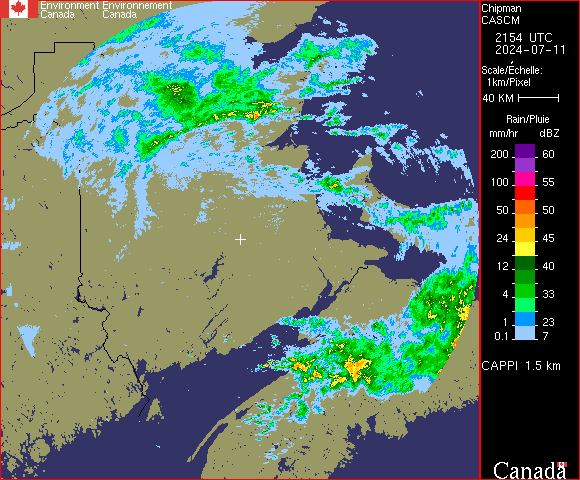 Environment Environnement
Canada Canada
Chipman
CASCM
2154 UTC
2024-07-11
Scale/Échelle:
1km/Pixel
40 KM
Rain/Pluie
mm/hr dBZ
200 60
100 55
50 50
24 45
12 40
4 33
1 23
0.1 7
CAPPI 1.5 km
Canada